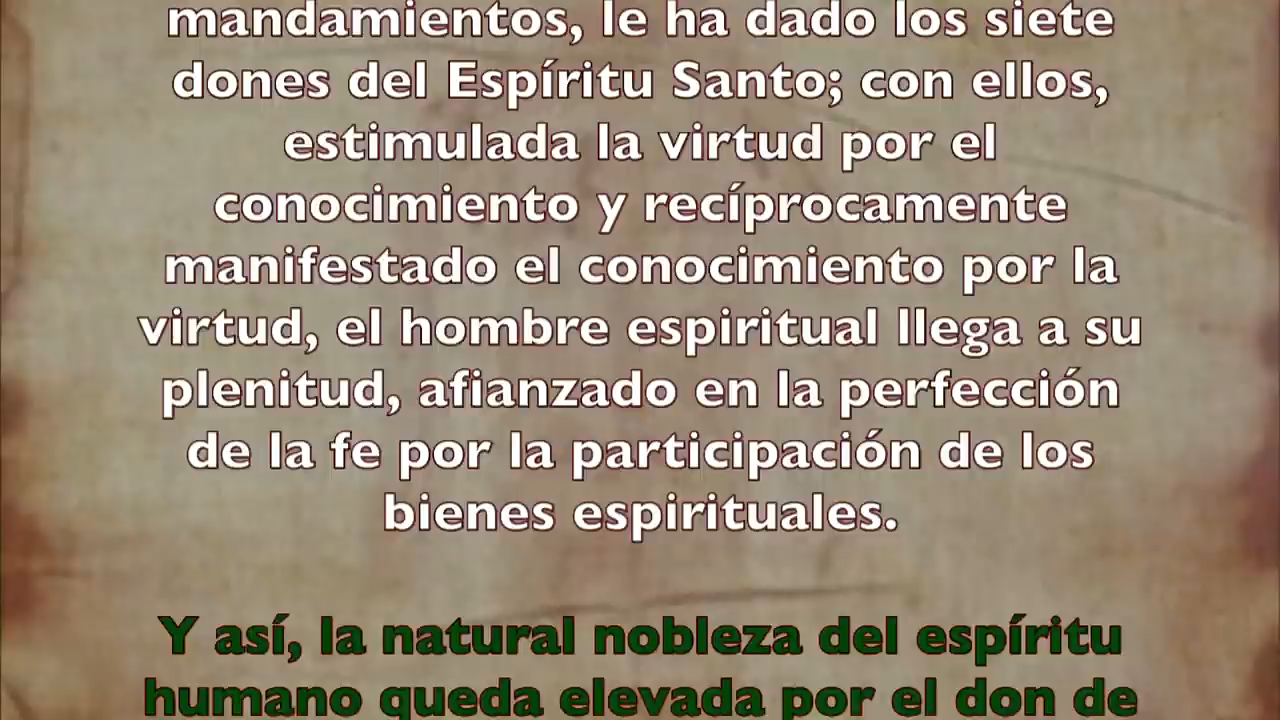 mandamientos, le ha dado los siete
dones del Espíritu Santo; con ellos,
estimulada la virtud por el
conocimiento y recíprocamente
manifestado el conocimiento por la
virtud, el hombre espiritual llega a su
plenitud, afianzado en la perfección
de la fe por la participación de los
bienes espirituales.
Y así, la natural nobleza del espíritu
humano queda elevada por el don de